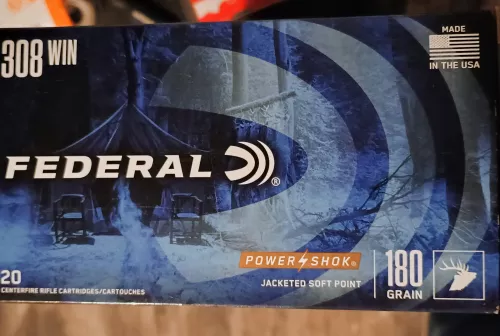 308 WIN
MADE
IN THE USA
FEDERAL ®
POWER SHOK®
JACKETED SOFT POINT
180
GRAIN
20
CENTERFIRE RIFLE CARTRIDGES/CARTOUCHES